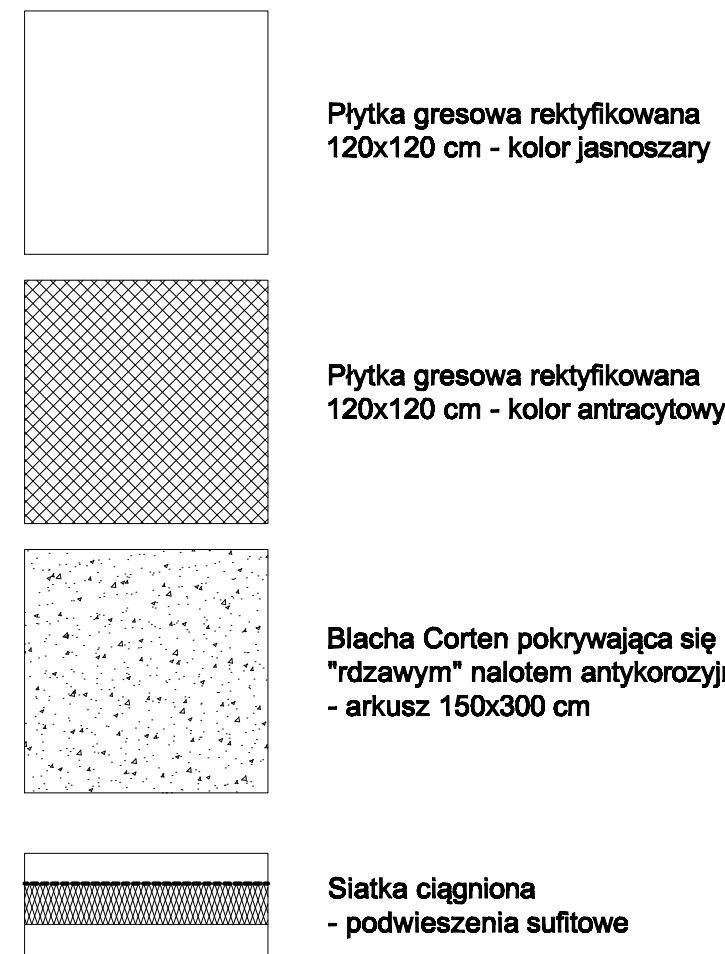 Płytka gresowa rektyfikowana
120x120 cm - kolor jasnoszary
Płytka gresowa rektyfikowana
120x120 cm - kolor antracytowy
Blacha Corten pokrywająca się
"rdzawym" nalotem
- arkusz 150x300 cm
Siatka ciągniona
- podwieszenia sufitowe